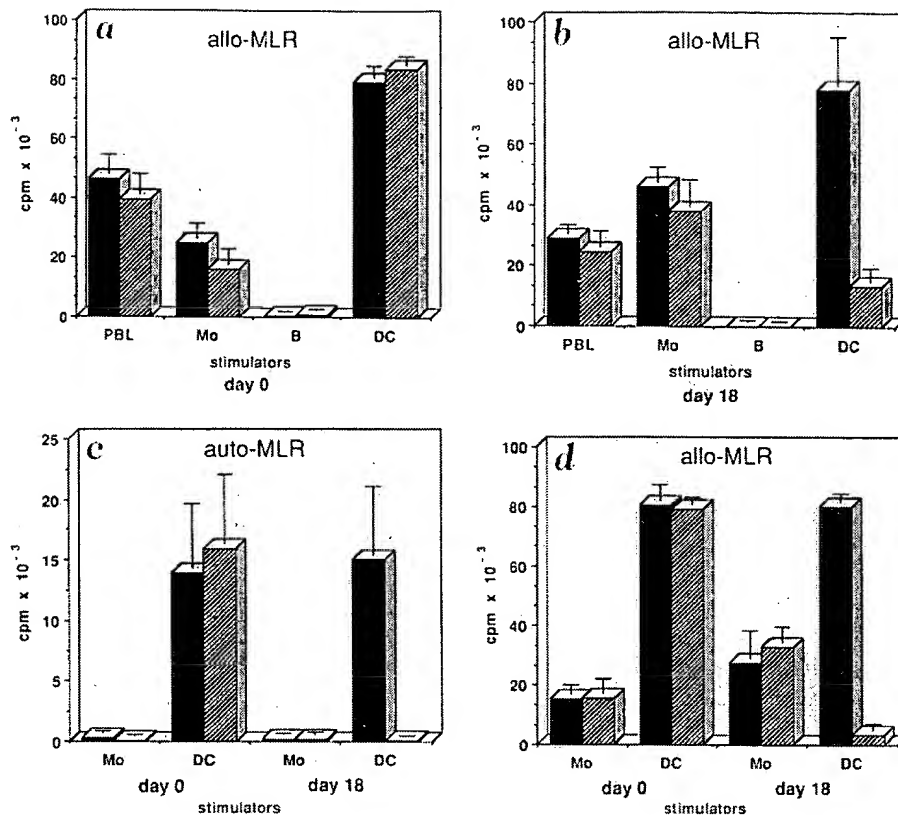 a
allo-MLR
100
80
60
40
20
0
cpm x 10 -3
PBL Mo B DC
stimulators
day 0
b
allo-MLR
100
80
60
40
20
0
cpm x 10 -3
PBL Mo B DC
stimulators
day 18
c
auto-MLR
25
20
15
10
5
0
cpm x 10 -3
Mo DC Mo DC
day 0 day 18
stimulators
d
allo-MLR
100
80
60
40
20
0
cpm x 10 -3
Mo DC Mo DC
day 0 day 18
stimulators